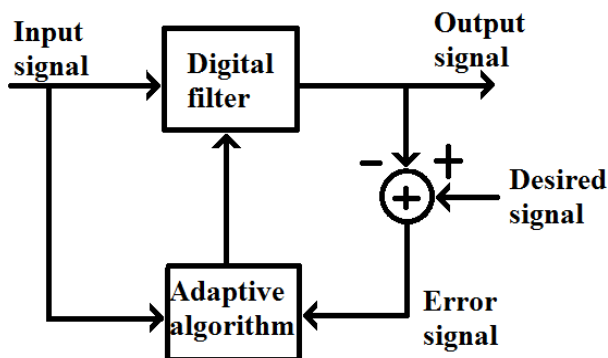 Input
signal
Digital
filter
Output
signal
-
+
+
Desired
signal
Adaptive
algorithm
Error
signal